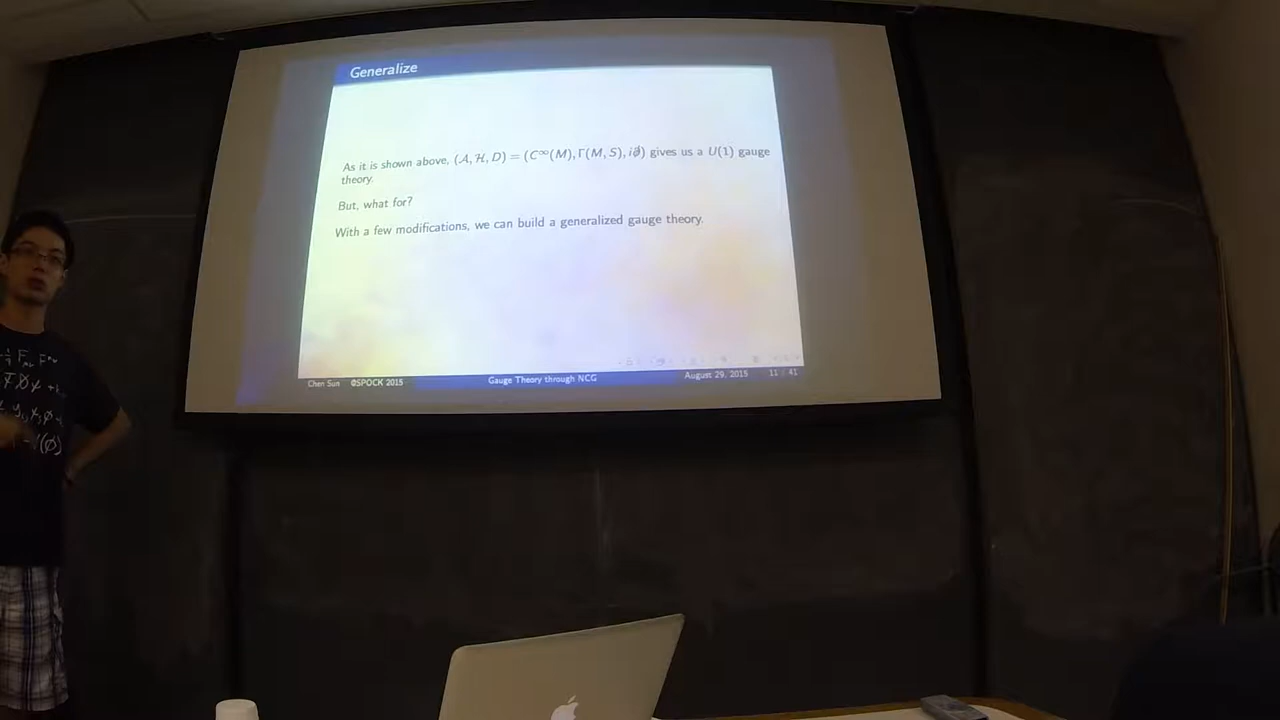 Generalize
As it is shown above, (𝒜, ℋ, D) = (C^∞(M), Γ(M, S), i∂̸) gives us a U(1) gauge
theory.
But, what for?
With a few modifications, we can build a generalized gauge theory.
Chen Sun @SPOCK 2015 Gauge Theory through NCG August 29, 2015 11 / 41